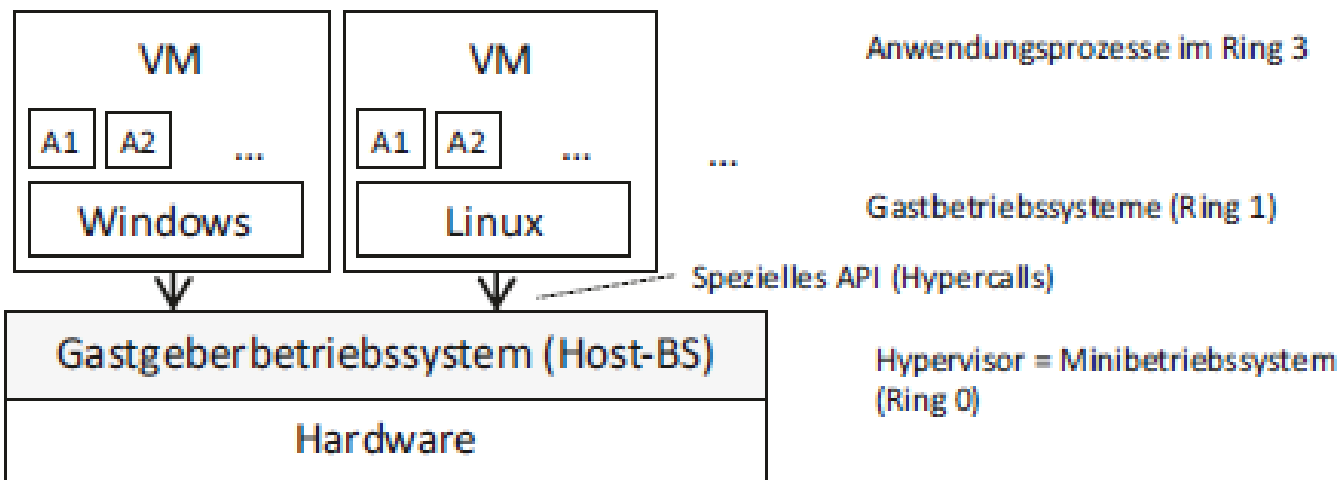 VM
VM
Anwendungsprozesse im Ring 3
A1 A2 ...
A1 A2 ...
...
Windows
Linux
Gastbetriebssysteme (Ring 1)
Spezielles API (Hypercalls)
Gastgeberbetriebssystem (Host-BS)
Hypervisor = Minibetriebssystem
(Ring 0)
Hardware